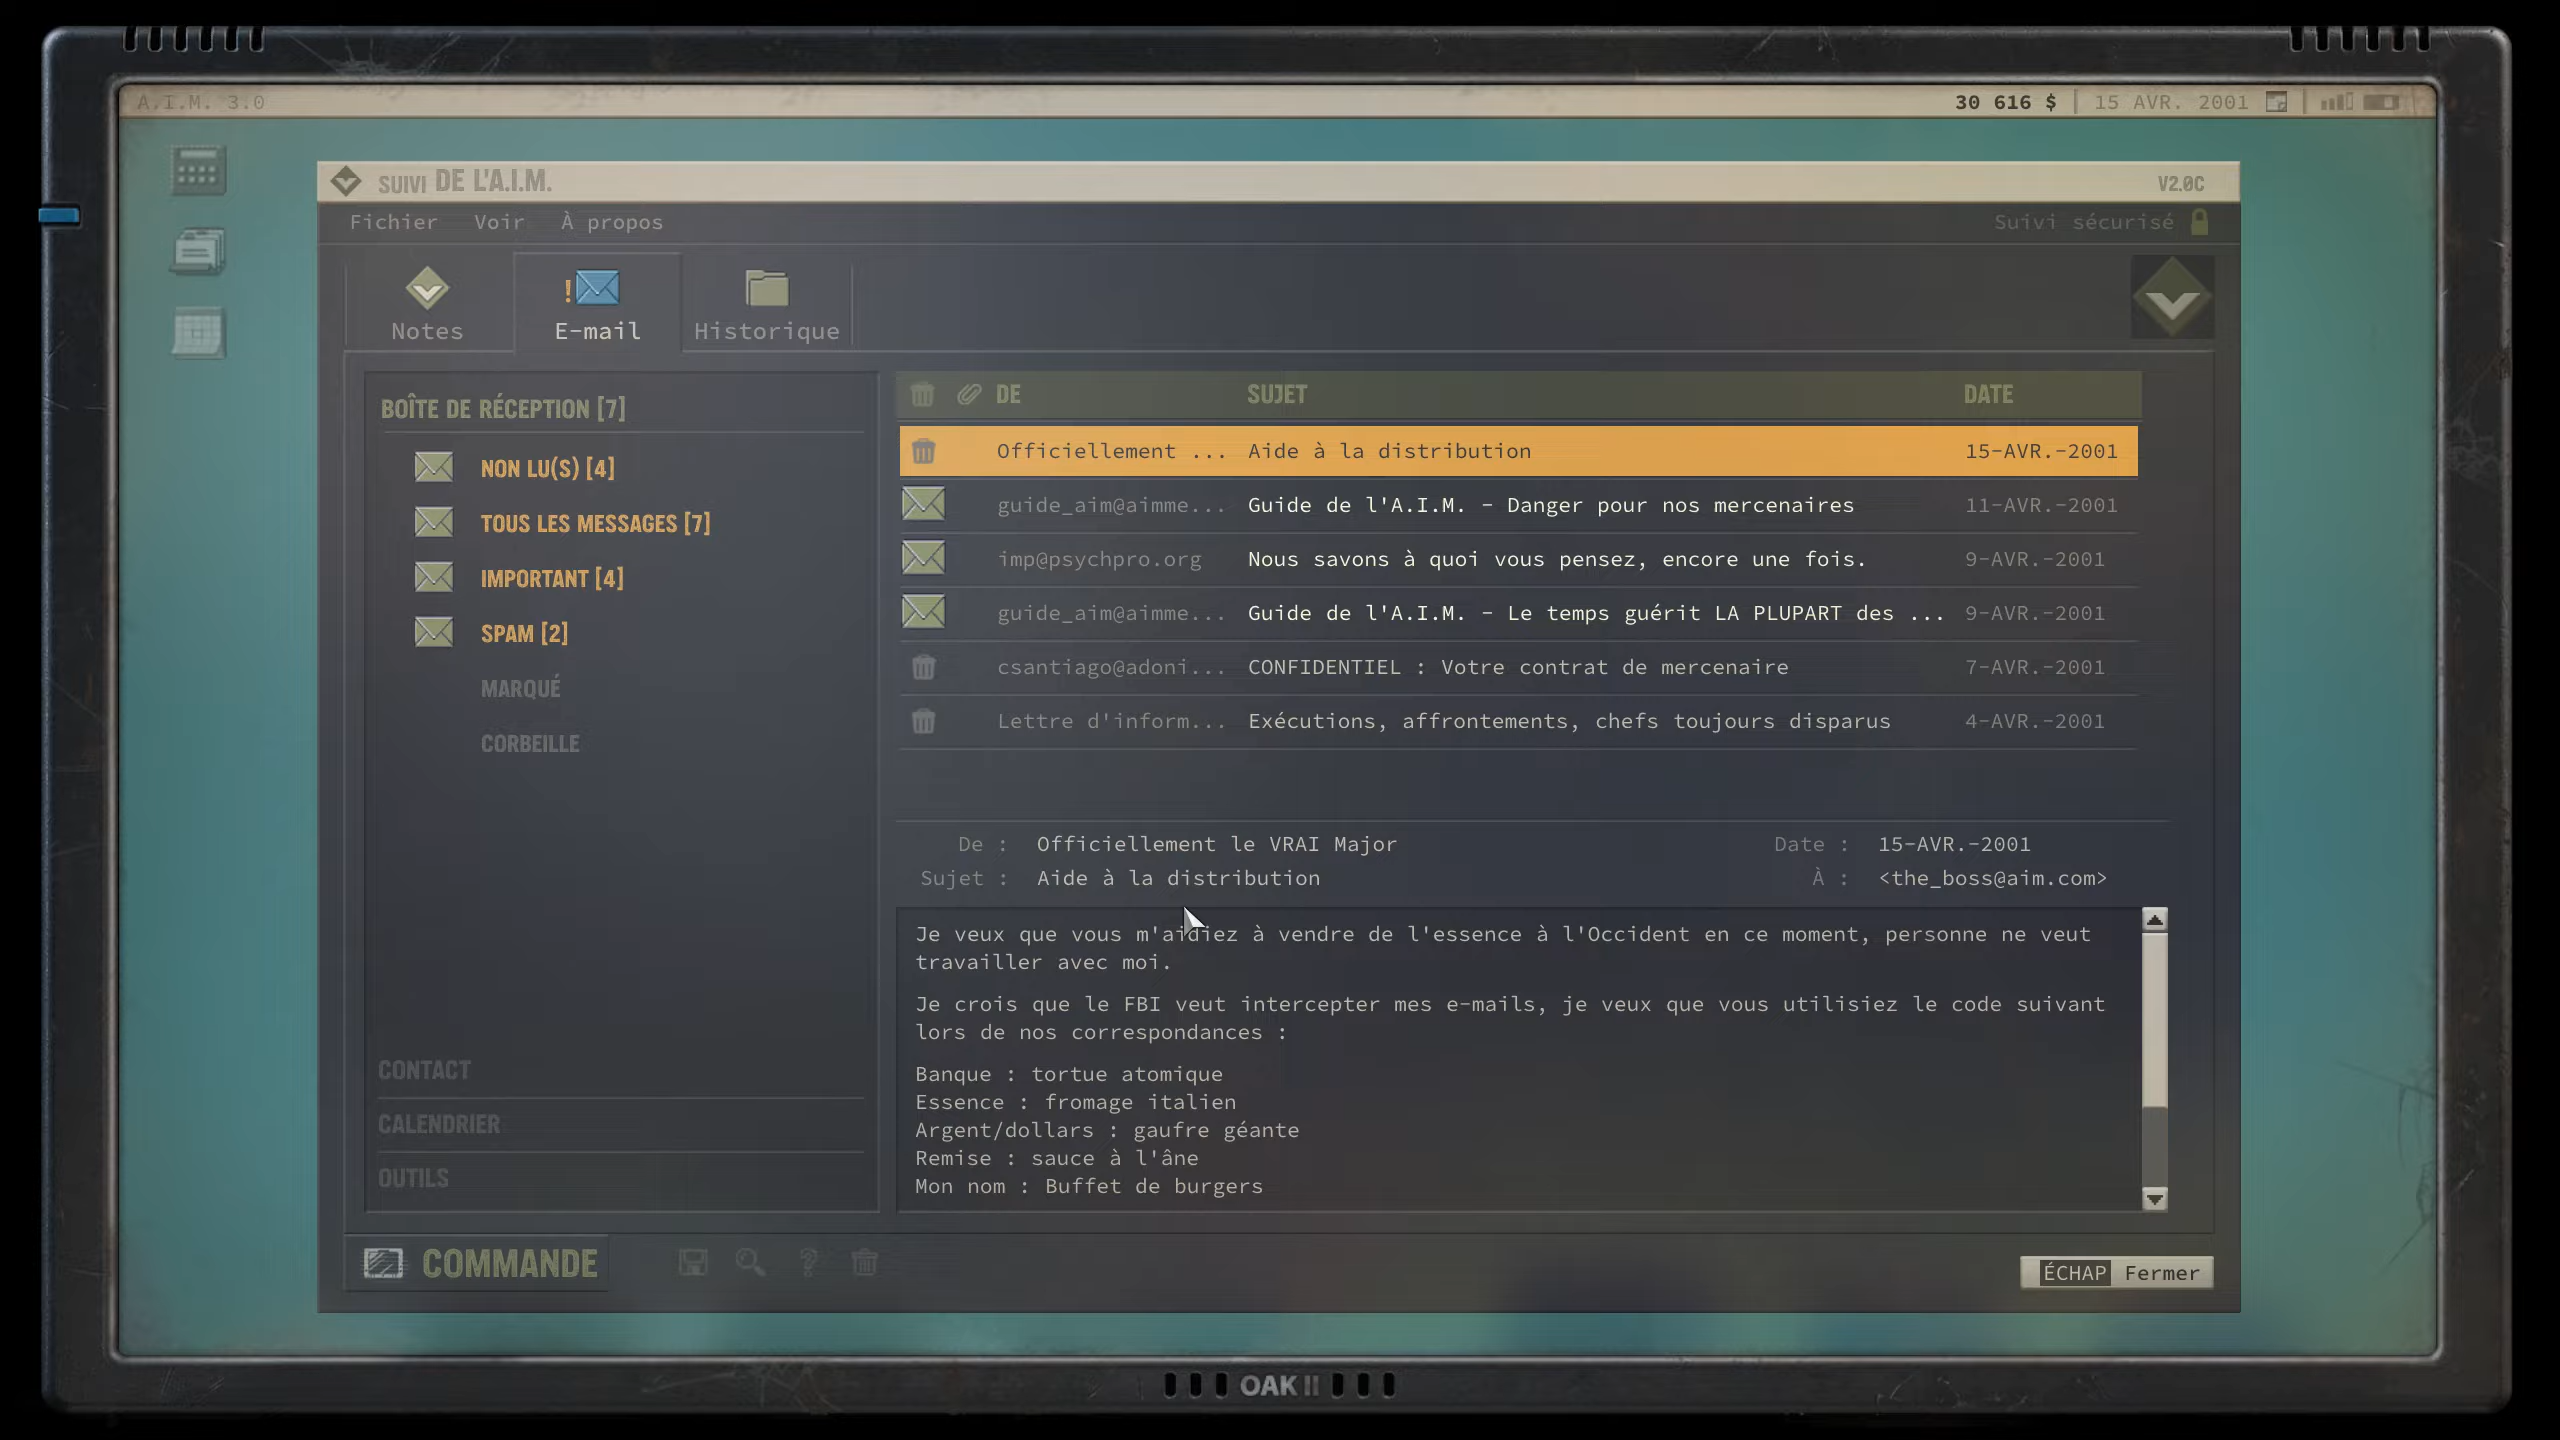 A.I.M. 3.0
30 616 $ 15 AVR. 2001
SUIVI DE L'A.I.M.
V2.0C
Fichier Voir À propos
Suivi sécurisé
Notes
! E-mail
Historique
BOÎTE DE RÉCEPTION [7]
NON LU(S) [4]
TOUS LES MESSAGES [7]
IMPORTANT [4]
SPAM [2]
MARQUÉ
CORBEILLE
CONTACT
CALENDRIER
OUTILS
DE SUJET DATE
Officiellement ... Aide à la distribution 15-AVR.-2001
guide_aim@aimme... Guide de l'A.I.M. - Danger pour nos mercenaires 11-AVR.-2001
imp@psychpro.org Nous savons à quoi vous pensez, encore une fois. 9-AVR.-2001
guide_aim@aimme... Guide de l'A.I.M. - Le temps guérit LA PLUPART des ... 9-AVR.-2001
csantiago@adoni... CONFIDENTIEL : Votre contrat de mercenaire 7-AVR.-2001
Lettre d'inform... Exécutions, affrontements, chefs toujours disparus 4-AVR.-2001
De : Officiellement le VRAI Major Date : 15-AVR.-2001
Sujet : Aide à la distribution À : <the_boss@aim.com>
Je veux que vous m'aidiez à vendre de l'essence à l'Occident en ce moment, personne ne veut
travailler avec moi.
Je crois que le FBI veut intercepter mes e-mails, je veux que vous utilisiez le code suivant
lors de nos correspondances :
Banque : tortue atomique
Essence : fromage italien
Argent/dollars : gaufre géante
Remise : sauce à l'âne
Mon nom : Buffet de burgers
COMMANDE
?
ÉCHAP Fermer
OAK II